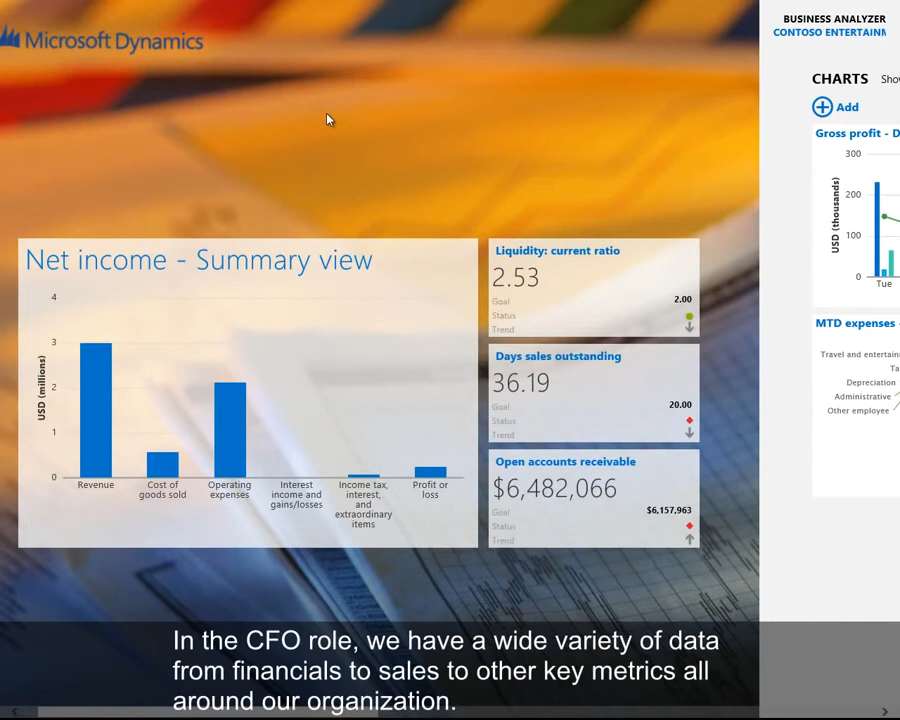 Microsoft Dynamics
BUSINESS ANALYZER
CONTOSO
CHARTS
Add
Gross profit -
300
200
100
0
USD (thousands)
Tue
MTD expenses -
Travel and
Depreciation
Administrative
Other employee
Net income - Summary view
4
3
2
1
0
USD (millions)
Revenue
Cost of
goods sold
Operating
expenses
Interest
income and
gains/losses
Income tax,
interest,
and
extraordinary
items
Profit or
loss
Liquidity: current ratio
2.53
Goal 2.00
Status
Trend
Days sales outstanding
36.19
Goal 20.00
Status
Trend
Open accounts receivable
$6,482,066
Goal $6,157,963
Status
Trend
In the CFO role, we have a wide variety of data
from financials to sales to other key metrics all
around our organization.